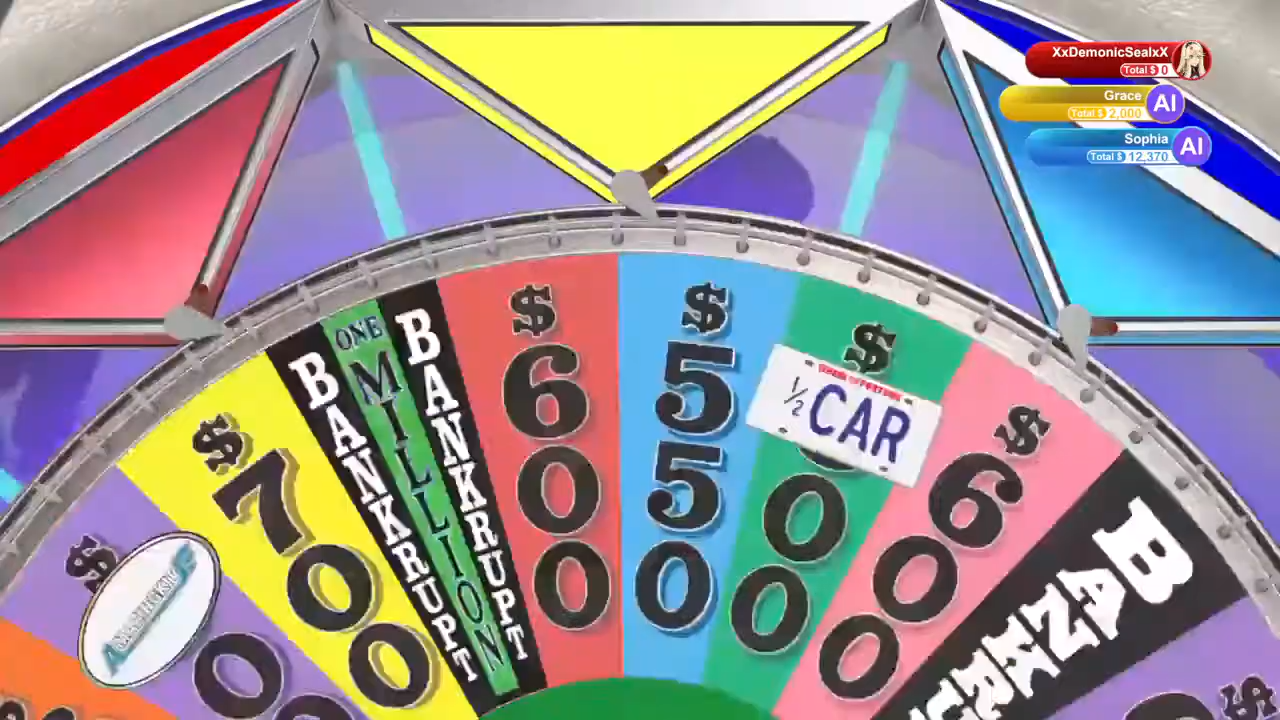 XxDemonicSealxX
Total $ 0
Grace
AI
Total $ 2,000
Sophia
AI
Total $ 12,370
$
$700
BANKRUPT
ONE
MILLION
BANKRUPT
$600
$550
$
1/2 CAR
00
$600
$